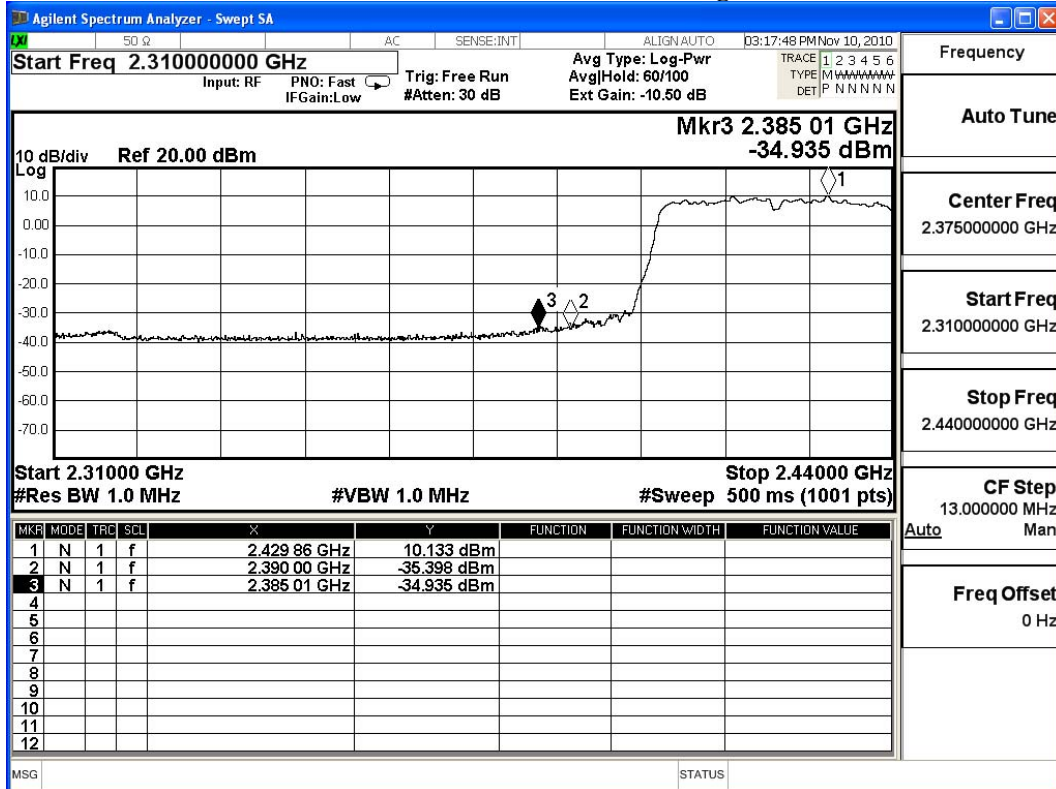 Agilent Spectrum Analyzer - Swept SA
LXI 50 Ω AC SENSE:INT ALIGN AUTO 03:17:48 PM Nov 10, 2010
Start Freq 2.310000000 GHz
Input: RF PNO: Fast IFGain:Low
Trig: Free Run #Atten: 30 dB
Avg Type: Log-Pwr Avg|Hold: 60/100 Ext Gain: -10.50 dB
TRACE 1 2 3 4 5 6
TYPE M WWWWW
DET P N N N N N
Mkr3 2.385 01 GHz
-34.935 dBm
10 dB/div Ref 20.00 dBm
Log
10.0
0.00
-10.0
-20.0
-30.0
-40.0
-50.0
-60.0
-70.0
1
3 2
Start 2.31000 GHz Stop 2.44000 GHz
#Res BW 1.0 MHz #VBW 1.0 MHz #Sweep 500 ms (1001 pts)
MKR MODE TRC SCL X Y FUNCTION FUNCTION WIDTH FUNCTION VALUE
1 N 1 f 2.429 86 GHz 10.133 dBm
2 N 1 f 2.390 00 GHz -35.398 dBm
3 N 1 f 2.385 01 GHz -34.935 dBm
4
5
6
7
8
9
10
11
12
MSG STATUS
Frequency
Auto Tune
Center Freq
2.375000000 GHz
Start Freq
2.310000000 GHz
Stop Freq
2.440000000 GHz
CF Step
13.000000 MHz
Auto Man
Freq Offset
0 Hz